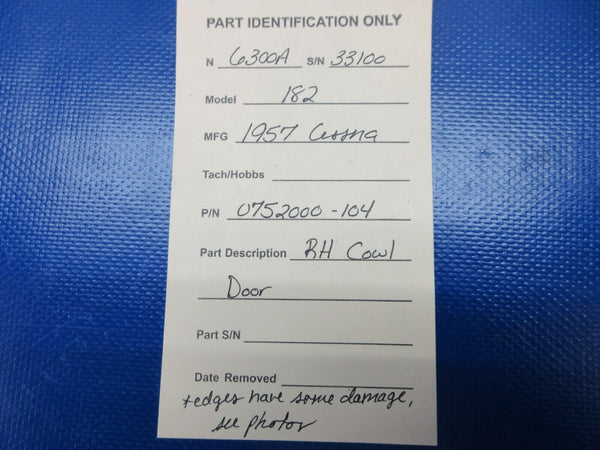 PART IDENTIFICATION ONLY
N 6300A S/N 33100
Model 182
MFG 1957 Cessna
Tach/Hobbs
P/N 0752000-104
Part Description RH Cowl
Door
Part S/N
Date Removed
*edges have some damage,
see photos